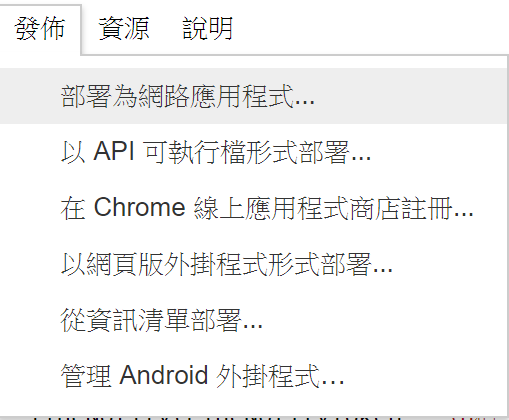 發佈 資源 說明
部署為網路應用程式...
以 API 可執行檔形式部署...
在 Chrome 線上應用程式商店註冊...
以網頁版外掛程式形式部署...
從資訊清單部署...
管理 Android 外掛程式…